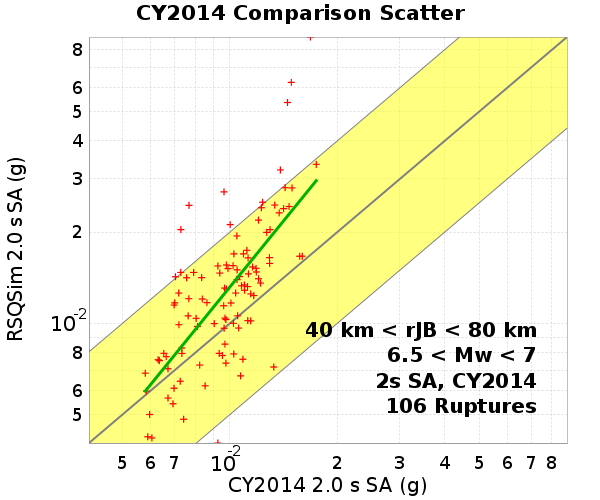 CY2014 Comparison Scatter
RSQSim 2.0 s SA (g)
8
6
5
4
3
2
10-2
8
6
5
40 km < rJB < 80 km
6.5 < Mw < 7
2s SA, CY2014
106 Ruptures
5 6 7 10-2 2 3 4 5 6 7 8
CY2014 2.0 s SA (g)